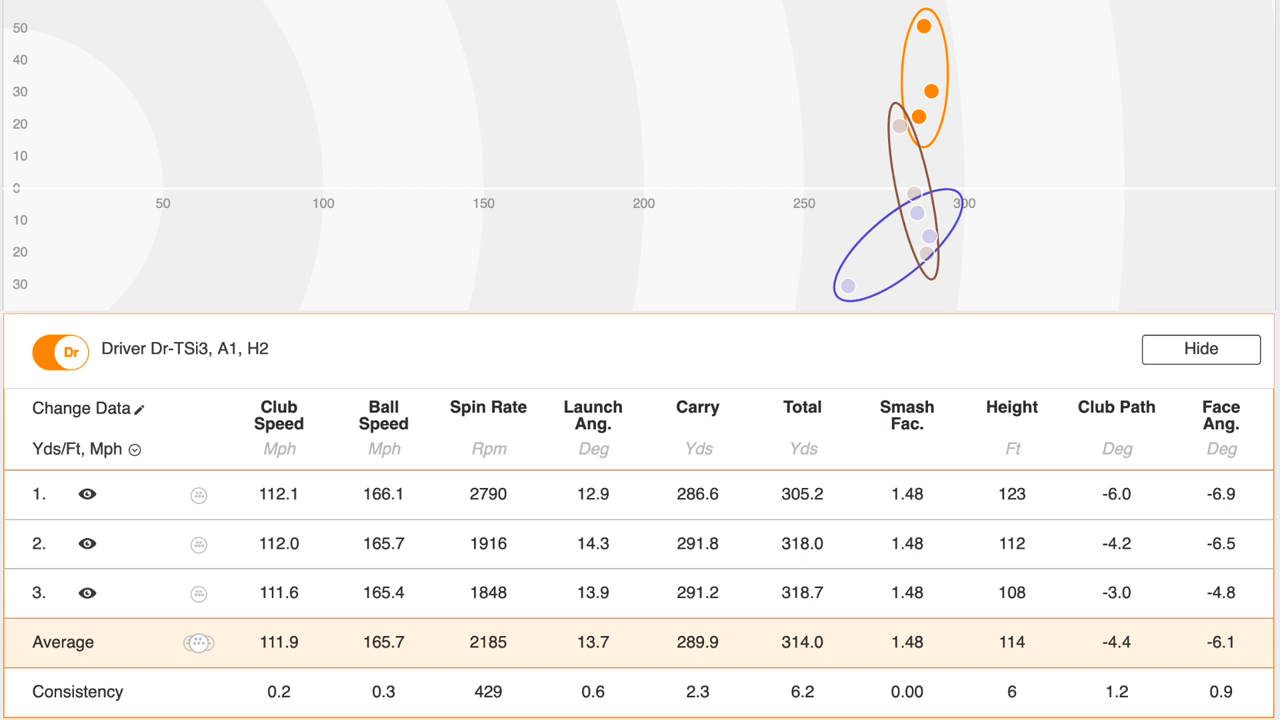 50
40
30
20
10
0
10
20
30
50 100 150 200 250 300
Dr Driver Dr-TSi3, A1, H2 Hide
Change Data Club Speed Ball Speed Spin Rate Launch Ang. Carry Total Smash Fac. Height Club Path Face Ang.
Yds/Ft, Mph Mph Mph Rpm Deg Yds Yds Ft Deg Deg
1. 112.1 166.1 2790 12.9 286.6 305.2 1.48 123 -6.0 -6.9
2. 112.0 165.7 1916 14.3 291.8 318.0 1.48 112 -4.2 -6.5
3. 111.6 165.4 1848 13.9 291.2 318.7 1.48 108 -3.0 -4.8
Average 111.9 165.7 2185 13.7 289.9 314.0 1.48 114 -4.4 -6.1
Consistency 0.2 0.3 429 0.6 2.3 6.2 0.00 6 1.2 0.9